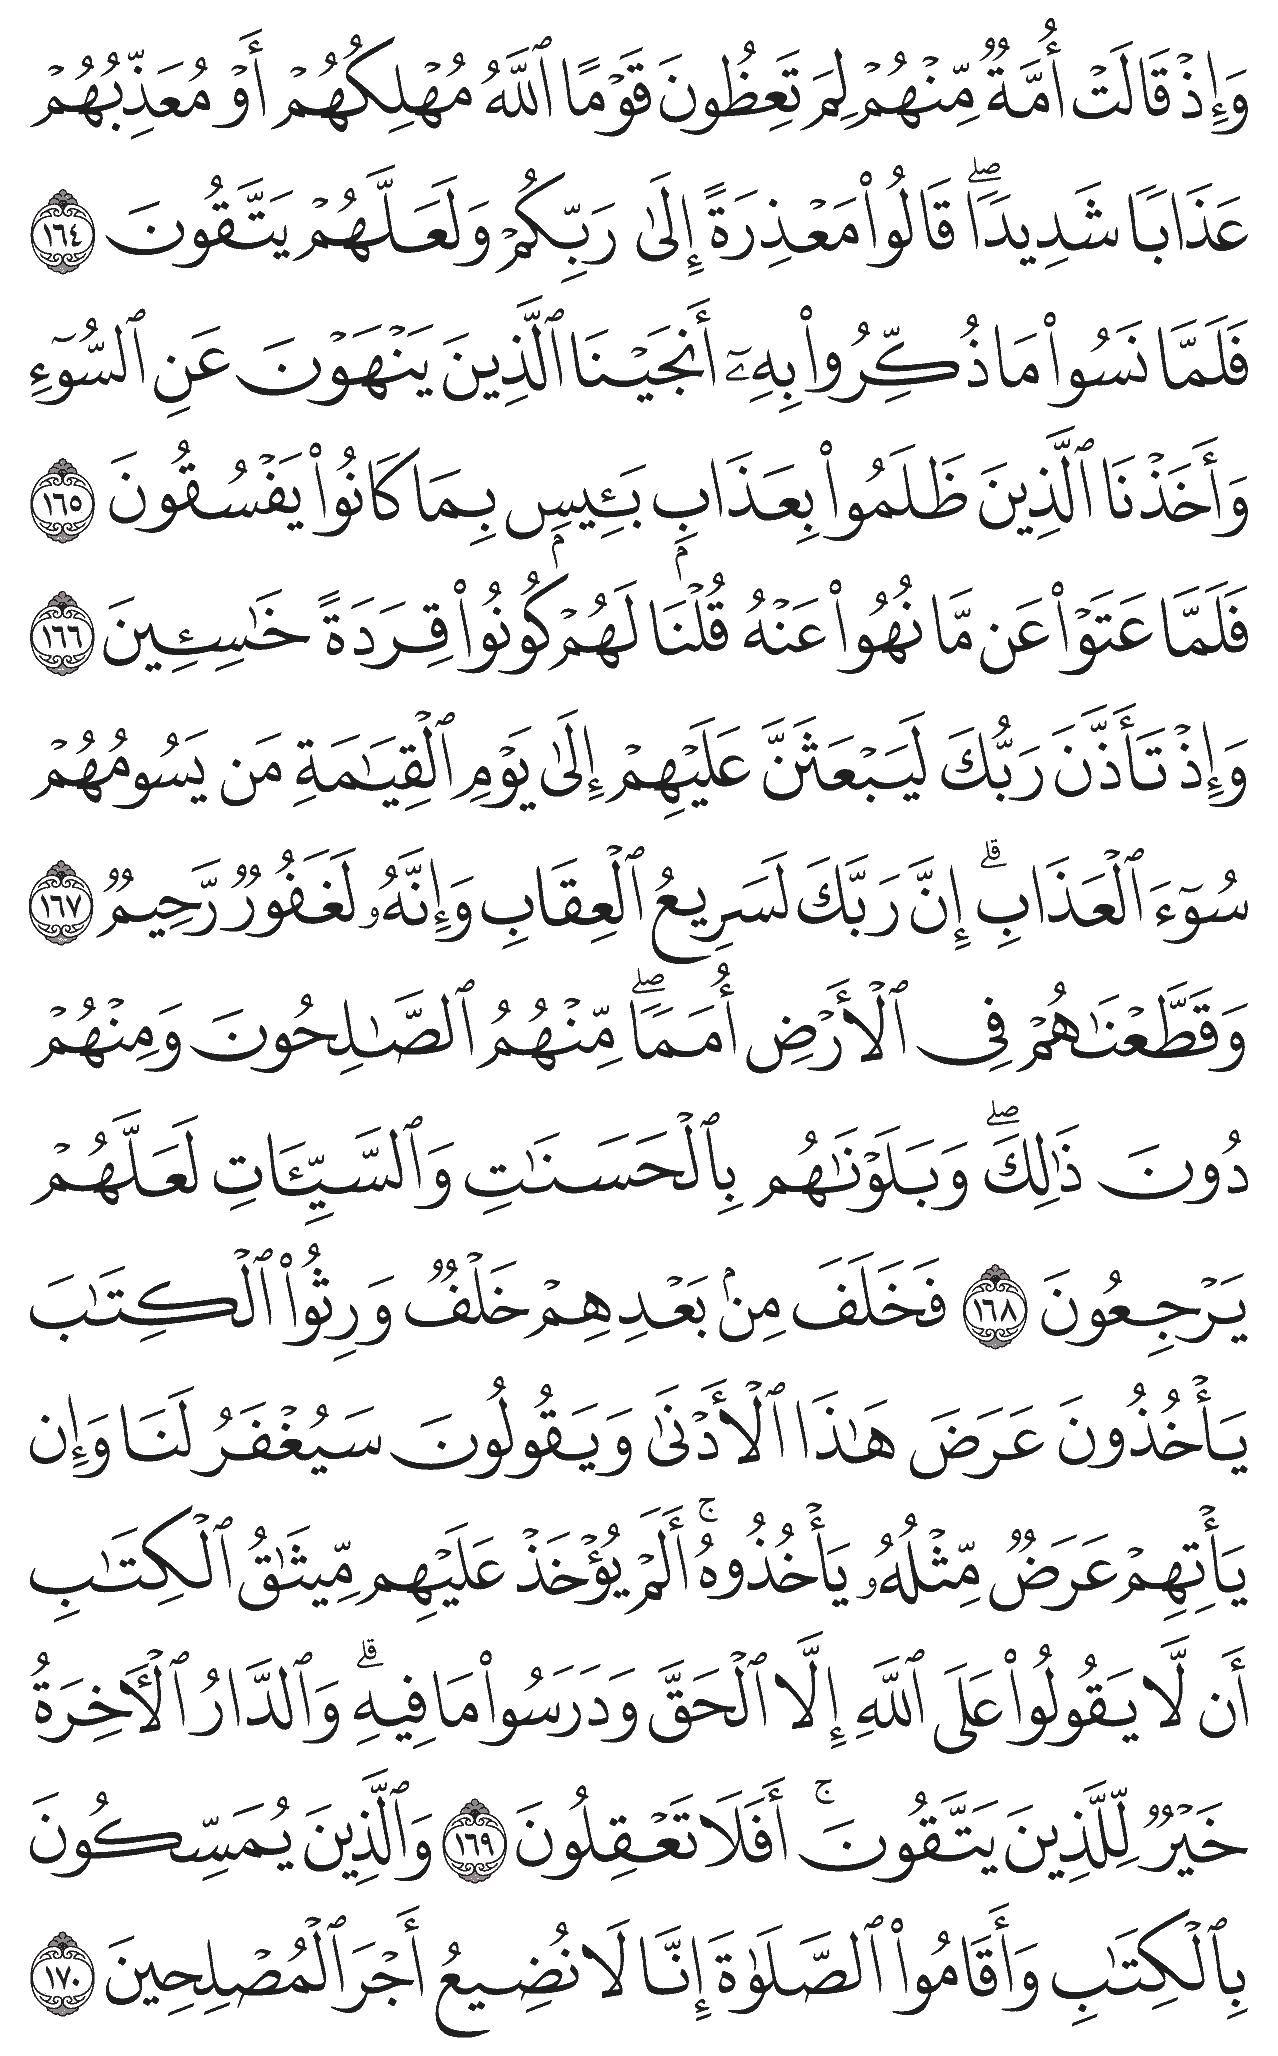 وَإِذۡ قَالَتۡ أُمَّةٞ مِّنۡهُمۡ لِمَ تَعِظُونَ قَوۡمًا ٱللَّهُ مُهۡلِكُهُمۡ أَوۡ مُعَذِّبُهُمۡ
عَذَابٗا شَدِيدٗاۖ قَالُواْ مَعۡذِرَةً إِلَىٰ رَبِّكُمۡ وَلَعَلَّهُمۡ يَتَّقُونَ ١٦٤
فَلَمَّا نَسُواْ مَا ذُكِّرُواْ بِهِۦٓ أَنجَيۡنَا ٱلَّذِينَ يَنۡهَوۡنَ عَنِ ٱلسُّوٓءِ
وَأَخَذۡنَا ٱلَّذِينَ ظَلَمُواْ بِعَذَابِۭ بَـِٔيسِۭ بِمَا كَانُواْ يَفۡسُقُونَ ١٦٥
فَلَمَّا عَتَوۡاْ عَن مَّا نُهُواْ عَنۡهُ قُلۡنَا لَهُمۡ كُونُواْ قِرَدَةً خَٰسِـِٔينَ ١٦٦
وَإِذۡ تَأَذَّنَ رَبُّكَ لَيَبۡعَثَنَّ عَلَيۡهِمۡ إِلَىٰ يَوۡمِ ٱلۡقِيَٰمَةِ مَن يَسُومُهُمۡ
سُوٓءَ ٱلۡعَذَابِۗ إِنَّ رَبَّكَ لَسَرِيعُ ٱلۡعِقَابِ وَإِنَّهُۥ لَغَفُورٞ رَّحِيمٞ ١٦٧
وَقَطَّعۡنَٰهُمۡ فِي ٱلۡأَرۡضِ أُمَمٗاۖ مِّنۡهُمُ ٱلصَّٰلِحُونَ وَمِنۡهُمۡ
دُونَ ذَٰلِكَۖ وَبَلَوۡنَٰهُم بِٱلۡحَسَنَٰتِ وَٱلسَّيِّـَٔاتِ لَعَلَّهُمۡ
يَرۡجِعُونَ ١٦٨ فَخَلَفَ مِنۢ بَعۡدِهِمۡ خَلۡفٞ وَرِثُواْ ٱلۡكِتَٰبَ
يَأۡخُذُونَ عَرَضَ هَٰذَا ٱلۡأَدۡنَىٰ وَيَقُولُونَ سَيُغۡفَرُ لَنَا وَإِن
يَأۡتِهِمۡ عَرَضٞ مِّثۡلُهُۥ يَأۡخُذُوهُۚ أَلَمۡ يُؤۡخَذۡ عَلَيۡهِم مِّيثَٰقُ ٱلۡكِتَٰبِ
أَن لَّا يَقُولُواْ عَلَى ٱللَّهِ إِلَّا ٱلۡحَقَّ وَدَرَسُواْ مَا فِيهِۗ وَٱلدَّارُ ٱلۡأٓخِرَةُ
خَيۡرٞ لِّلَّذِينَ يَتَّقُونَۚ أَفَلَا تَعۡقِلُونَ ١٦٩ وَٱلَّذِينَ يُمَسِّكُونَ
بِٱلۡكِتَٰبِ وَأَقَامُواْ ٱلصَّلَوٰةَ إِنَّا لَا نُضِيعُ أَجۡرَ ٱلۡمُصۡلِحِينَ ١٧٠